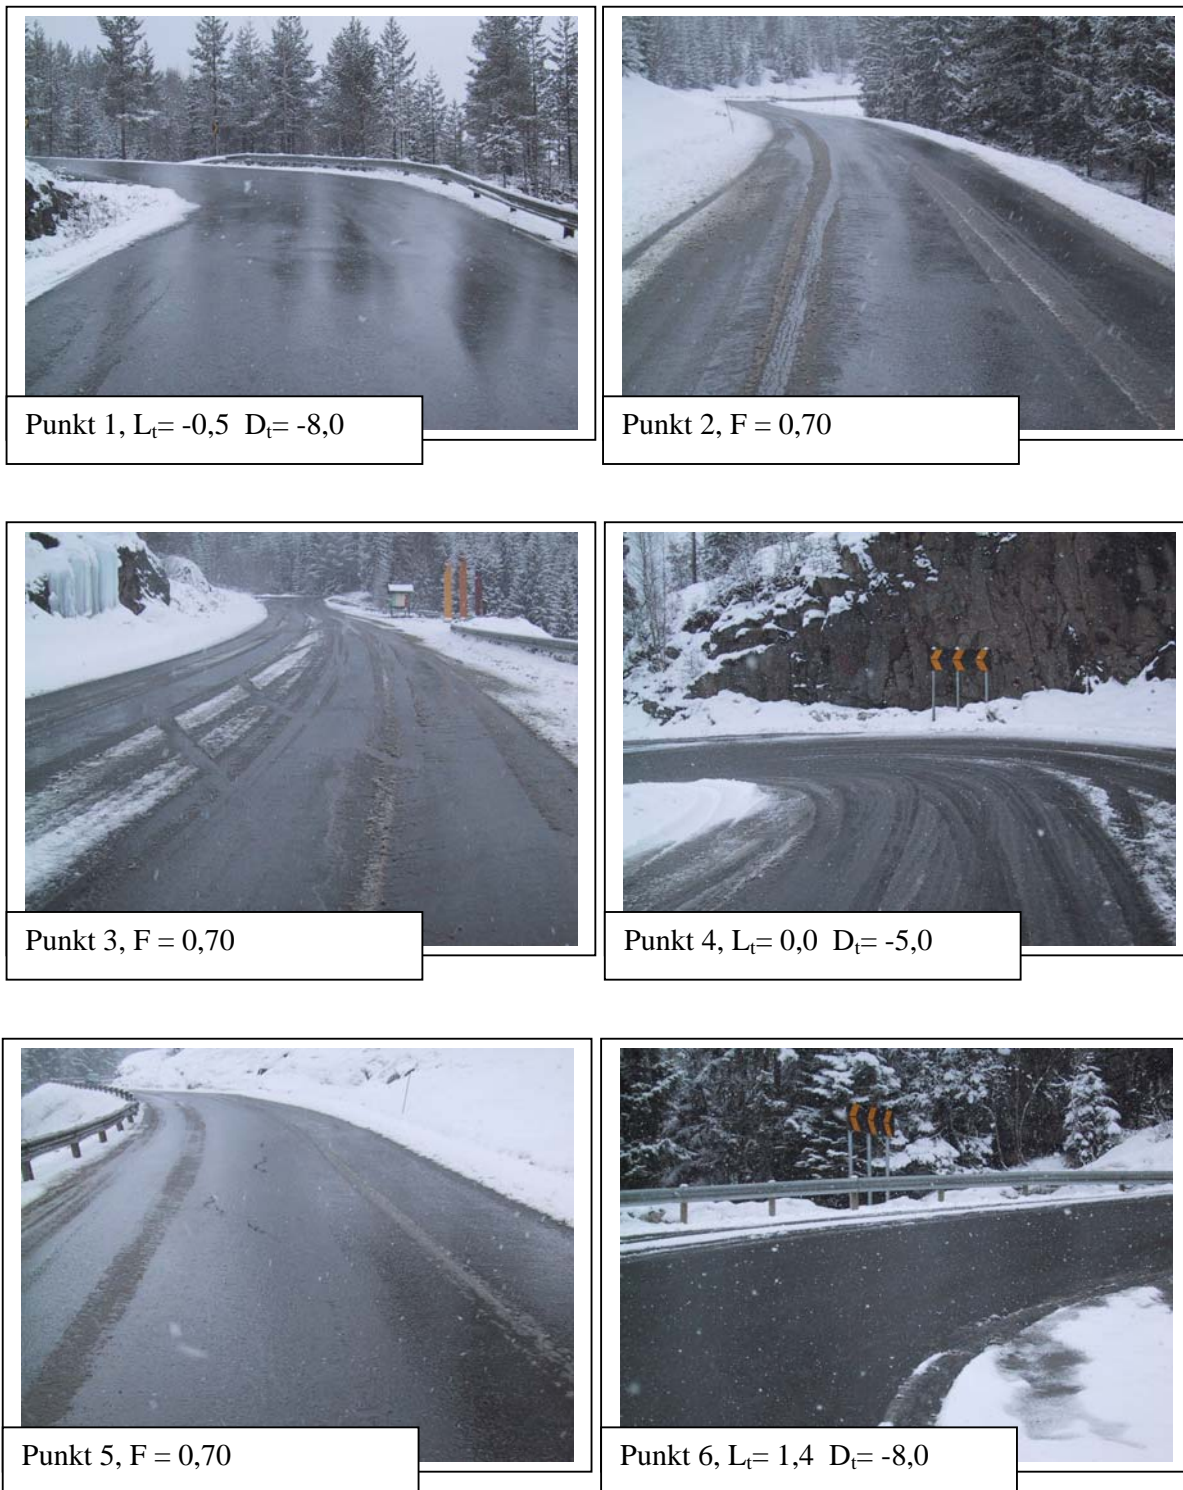 Punkt 1, Lt= -0,5 Dt= -8,0
Punkt 2, F = 0,70
Punkt 3, F = 0,70
Punkt 4, Lt= 0,0 Dt= -5,0
Punkt 5, F = 0,70
Punkt 6, Lt= 1,4 Dt= -8,0